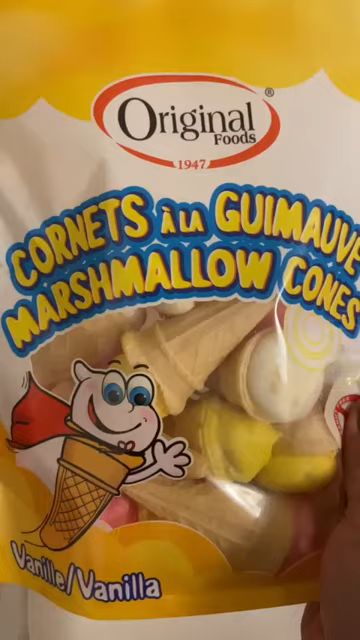 Original
Foods
®
1947
CORNETS À LA GUIMAUVE
MARSHMALLOW CONES
Vanille/Vanilla